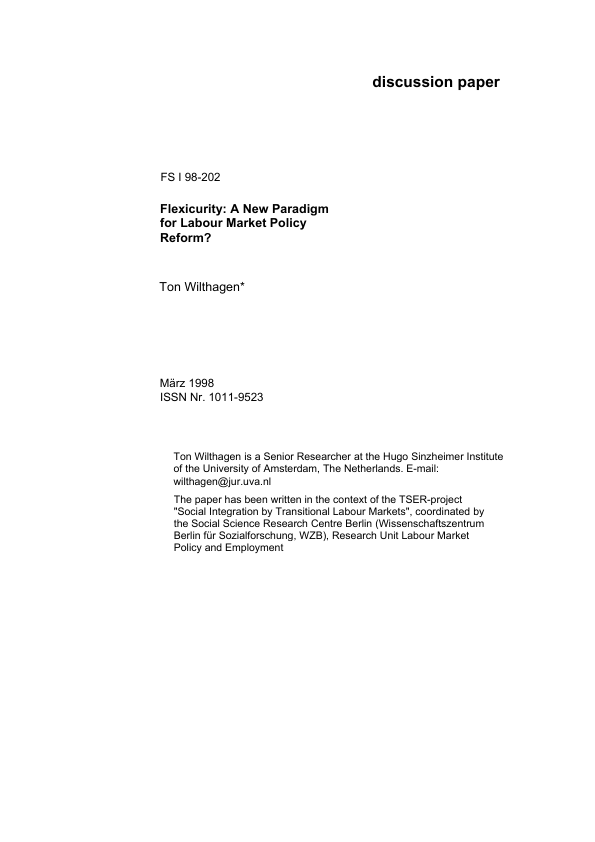 discussion paper
FS I 98-202
Flexicurity: A New Paradigm
for Labour Market Policy
Reform?
Ton Wilthagen*
März 1998
ISSN Nr. 1011-9523
Ton Wilthagen is a Senior Researcher at the Hugo Sinzheimer Institute
of the University of Amsterdam, The Netherlands. E-mail:
wilthagen@jur.uva.nl
The paper has been written in the context of the TSER-project
"Social Integration by Transitional Labour Markets", coordinated by
the Social Science Research Centre Berlin (Wissenschaftszentrum
Berlin für Sozialforschung, WZB), Research Unit Labour Market
Policy and Employment